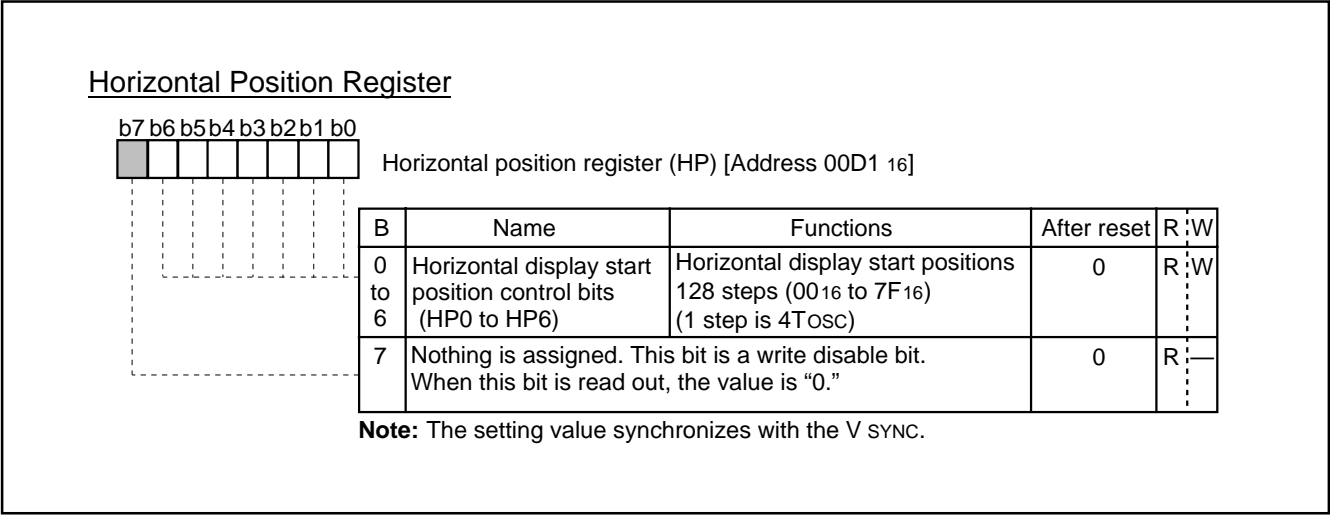 Horizontal Position Register
b7 b6 b5 b4 b3 b2 b1 b0
Horizontal position register (HP) [Address 00D1 16]
B Name Functions After reset R W
0 to 6 Horizontal display start position control bits (HP0 to HP6) Horizontal display start positions 128 steps (0016 to 7F16) (1 step is 4TOSC) 0 R W
7 Nothing is assigned. This bit is a write disable bit. 0 R —
When this bit is read out, the value is “0.”
Note: The setting value synchronizes with the V SYNC.